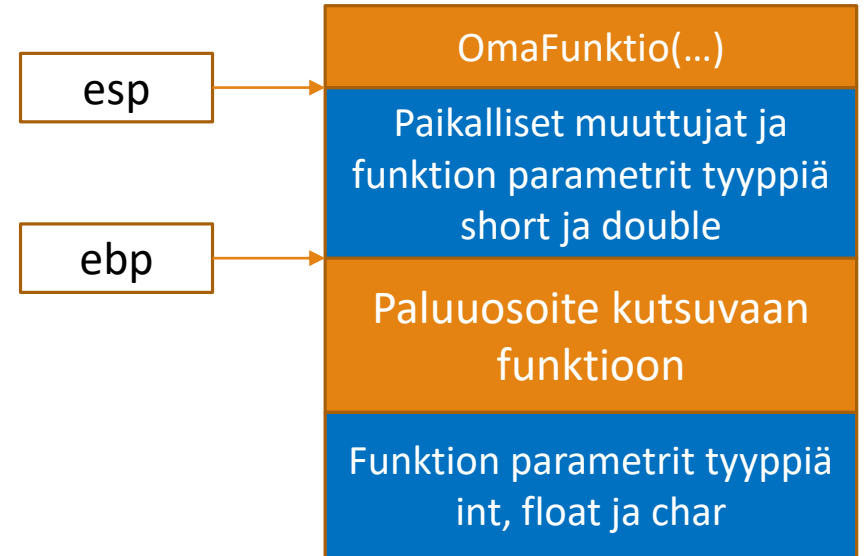 OmaFunktio(…)
esp
Paikalliset muuttujat ja
funktion parametrit tyyppiä
short ja double
ebp
Paluuosoite kutsuvaan
funktioon
Funktion parametrit tyyppiä
int, float ja char